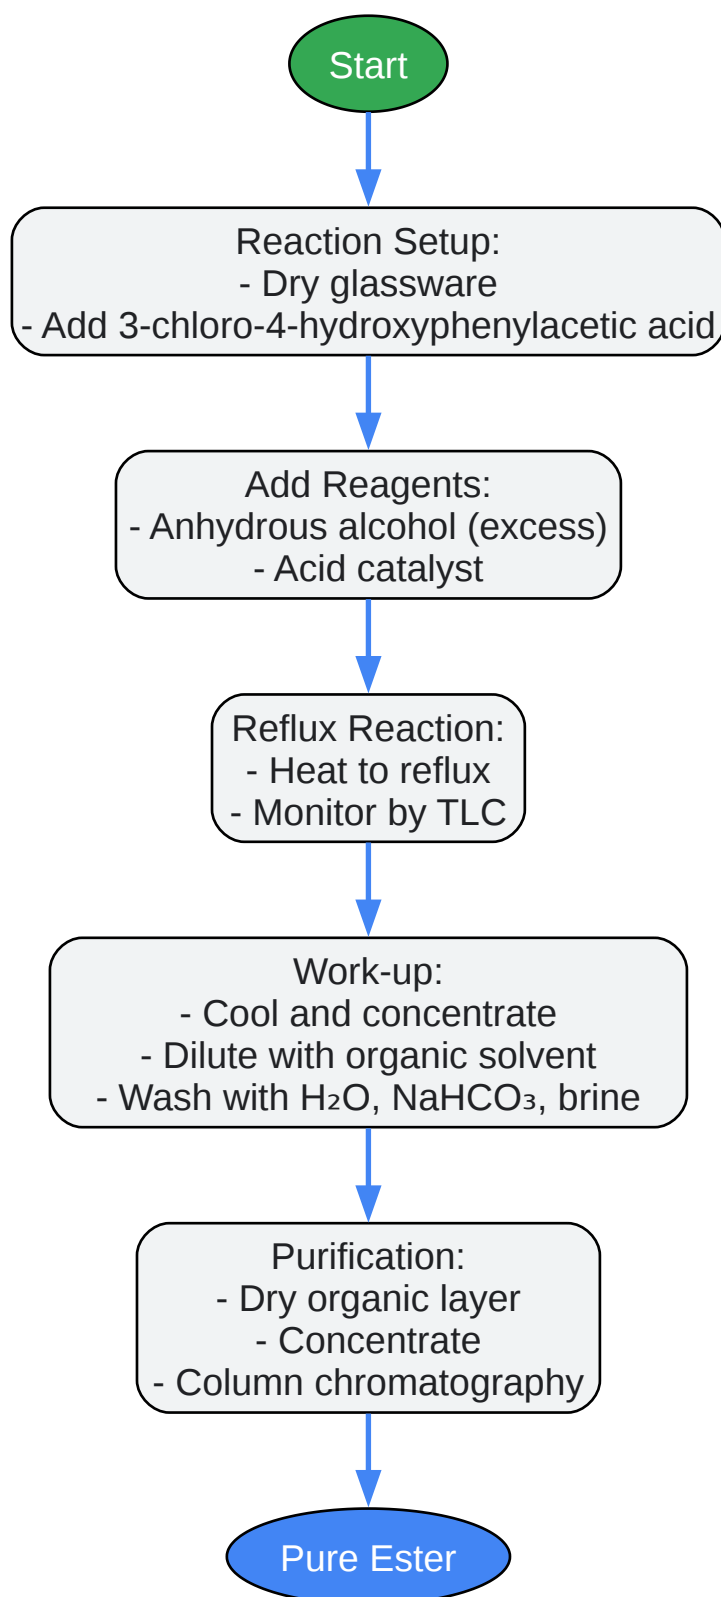 Start
Reaction Setup:
- Dry glassware
- Add 3-chloro-4-hydroxyphenylacetic acid
Add Reagents:
- Anhydrous alcohol (excess)
- Acid catalyst
Reflux Reaction:
- Heat to reflux
- Monitor by TLC
Work-up:
- Cool and concentrate
- Dilute with organic solvent
- Wash with H₂O, NaHCO₃, brine
Purification:
- Dry organic layer
- Concentrate
- Column chromatography
Pure Ester